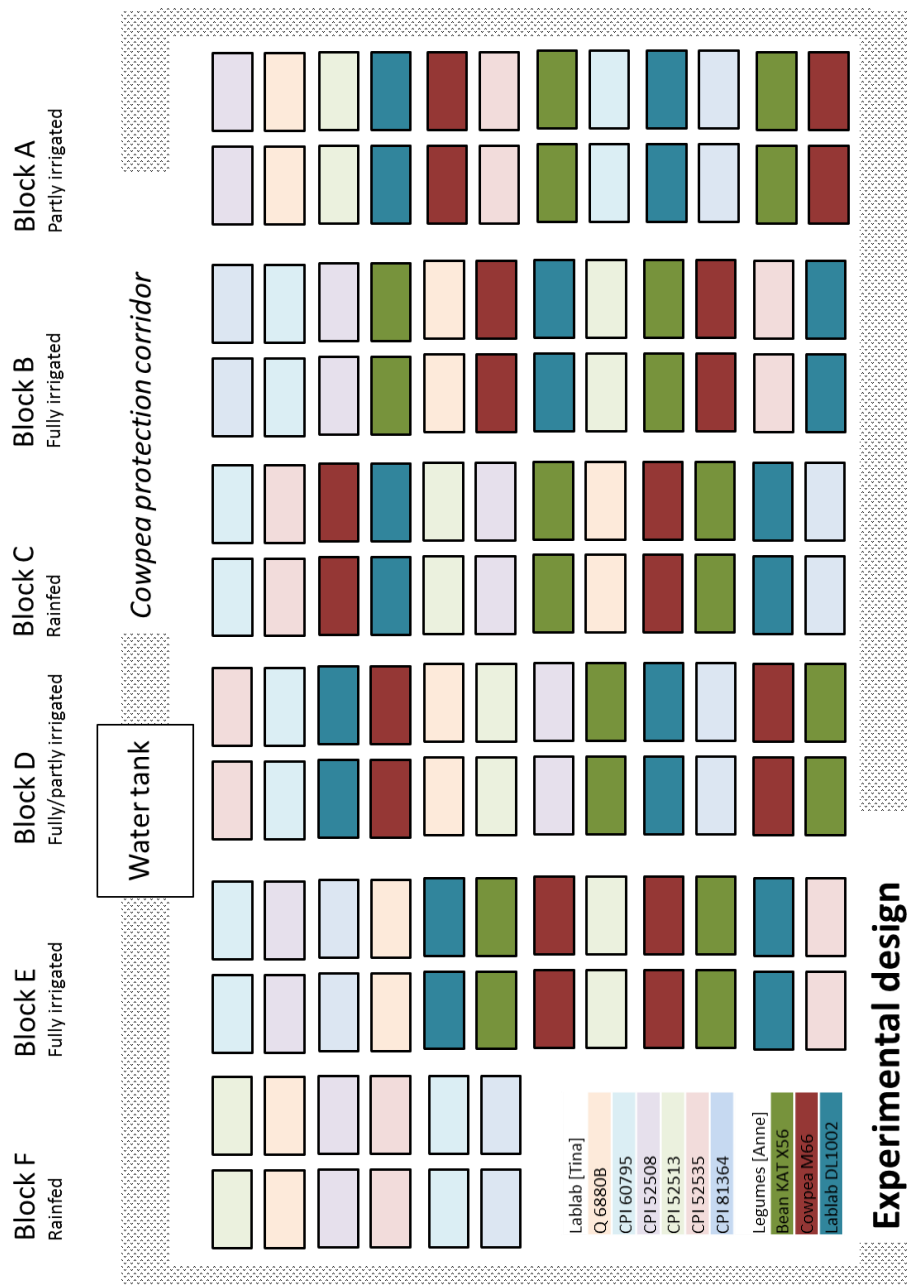 Block F
Rainfed
Block E
Fully irrigated
Block D
Fully/partly irrigated
Block C
Rainfed
Block B
Fully irrigated
Block A
Partly irrigated
Water tank
Cowpea protection corridor
Lablab [Tina]
Q 6880B
CPI 60795
CPI 52508
CPI 52513
CPI 52535
CPI 81364
Legumes [Anne]
Bean KAT X56
Cowpea M66
Lablab DL1002
Experimental design